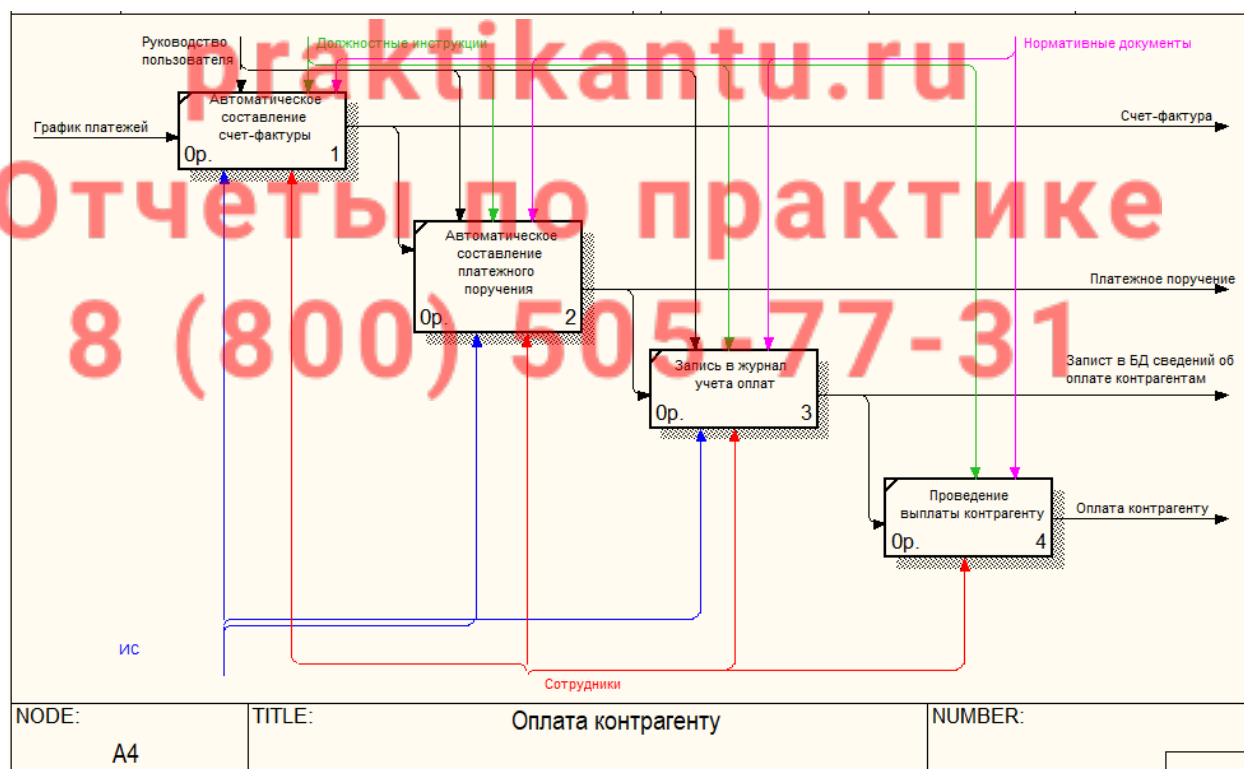 praktikantu.ru
Руководство
пользователя
Должностные инструкции
Нормативные документы
График платежей
Автоматическое
составление
счет-фактуры
0р.
1
Счет-фактура
Отчеты по практике
Автоматическое
составление
платежного
поручения
0р.
2
Платежное поручение
8 (800) 505-77-31
Запись в журнал
учета оплат
0р.
3
Запист в БД сведений об
оплате контрагентам
Проведение
выплаты контрагенту
0р.
4
Оплата контрагенту
ИС
Сотрудники
NODE:
A4
TITLE:
Оплата контрагенту
NUMBER: